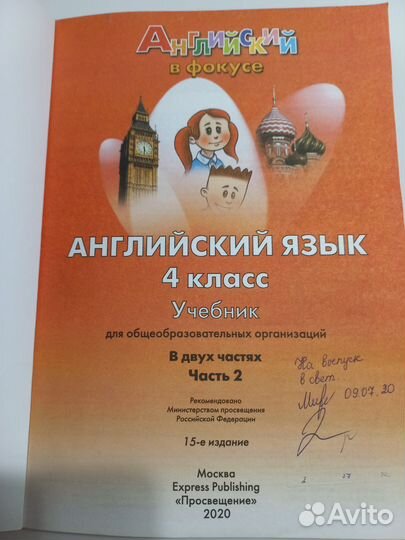 Английский
в фокусе
АНГЛИЙСКИЙ ЯЗЫК
4 класс
Учебник
для общеобразовательных организаций
В двух частях
Часть 2
На выпуск
в свет.
09.07.20
Рекомендовано
Министерством просвещения
Российской Федерации
15-е издание
Москва
Express Publishing
«Просвещение»
2020
Avito